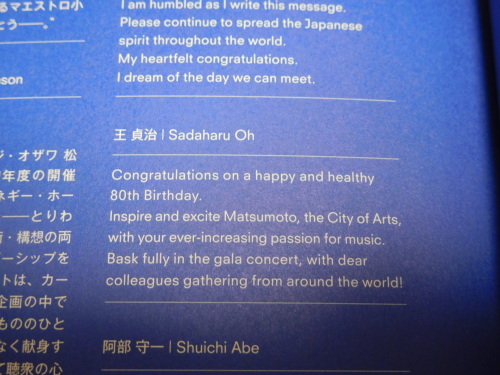 るマエストロ小
とう――。”
nson
ジ・オザワ 松
年度の開催
ネギー・ホー
――とりわ
術・構想の両
ーシップを
ートは、カー
企画の中で
もののひと
なく献身す
て聴衆の心
I am humbled as I write this message.
Please continue to spread the Japanese
spirit throughout the world.
My heartfelt congratulations.
I dream of the day we can meet.
王 貞治 | Sadaharu Oh
Congratulations on a happy and healthy
80th Birthday.
Inspire and excite Matsumoto, the City of Arts,
with your ever-increasing passion for music.
Bask fully in the gala concert, with dear
colleagues gathering from around the world!
阿部 守一 | Shuichi Abe